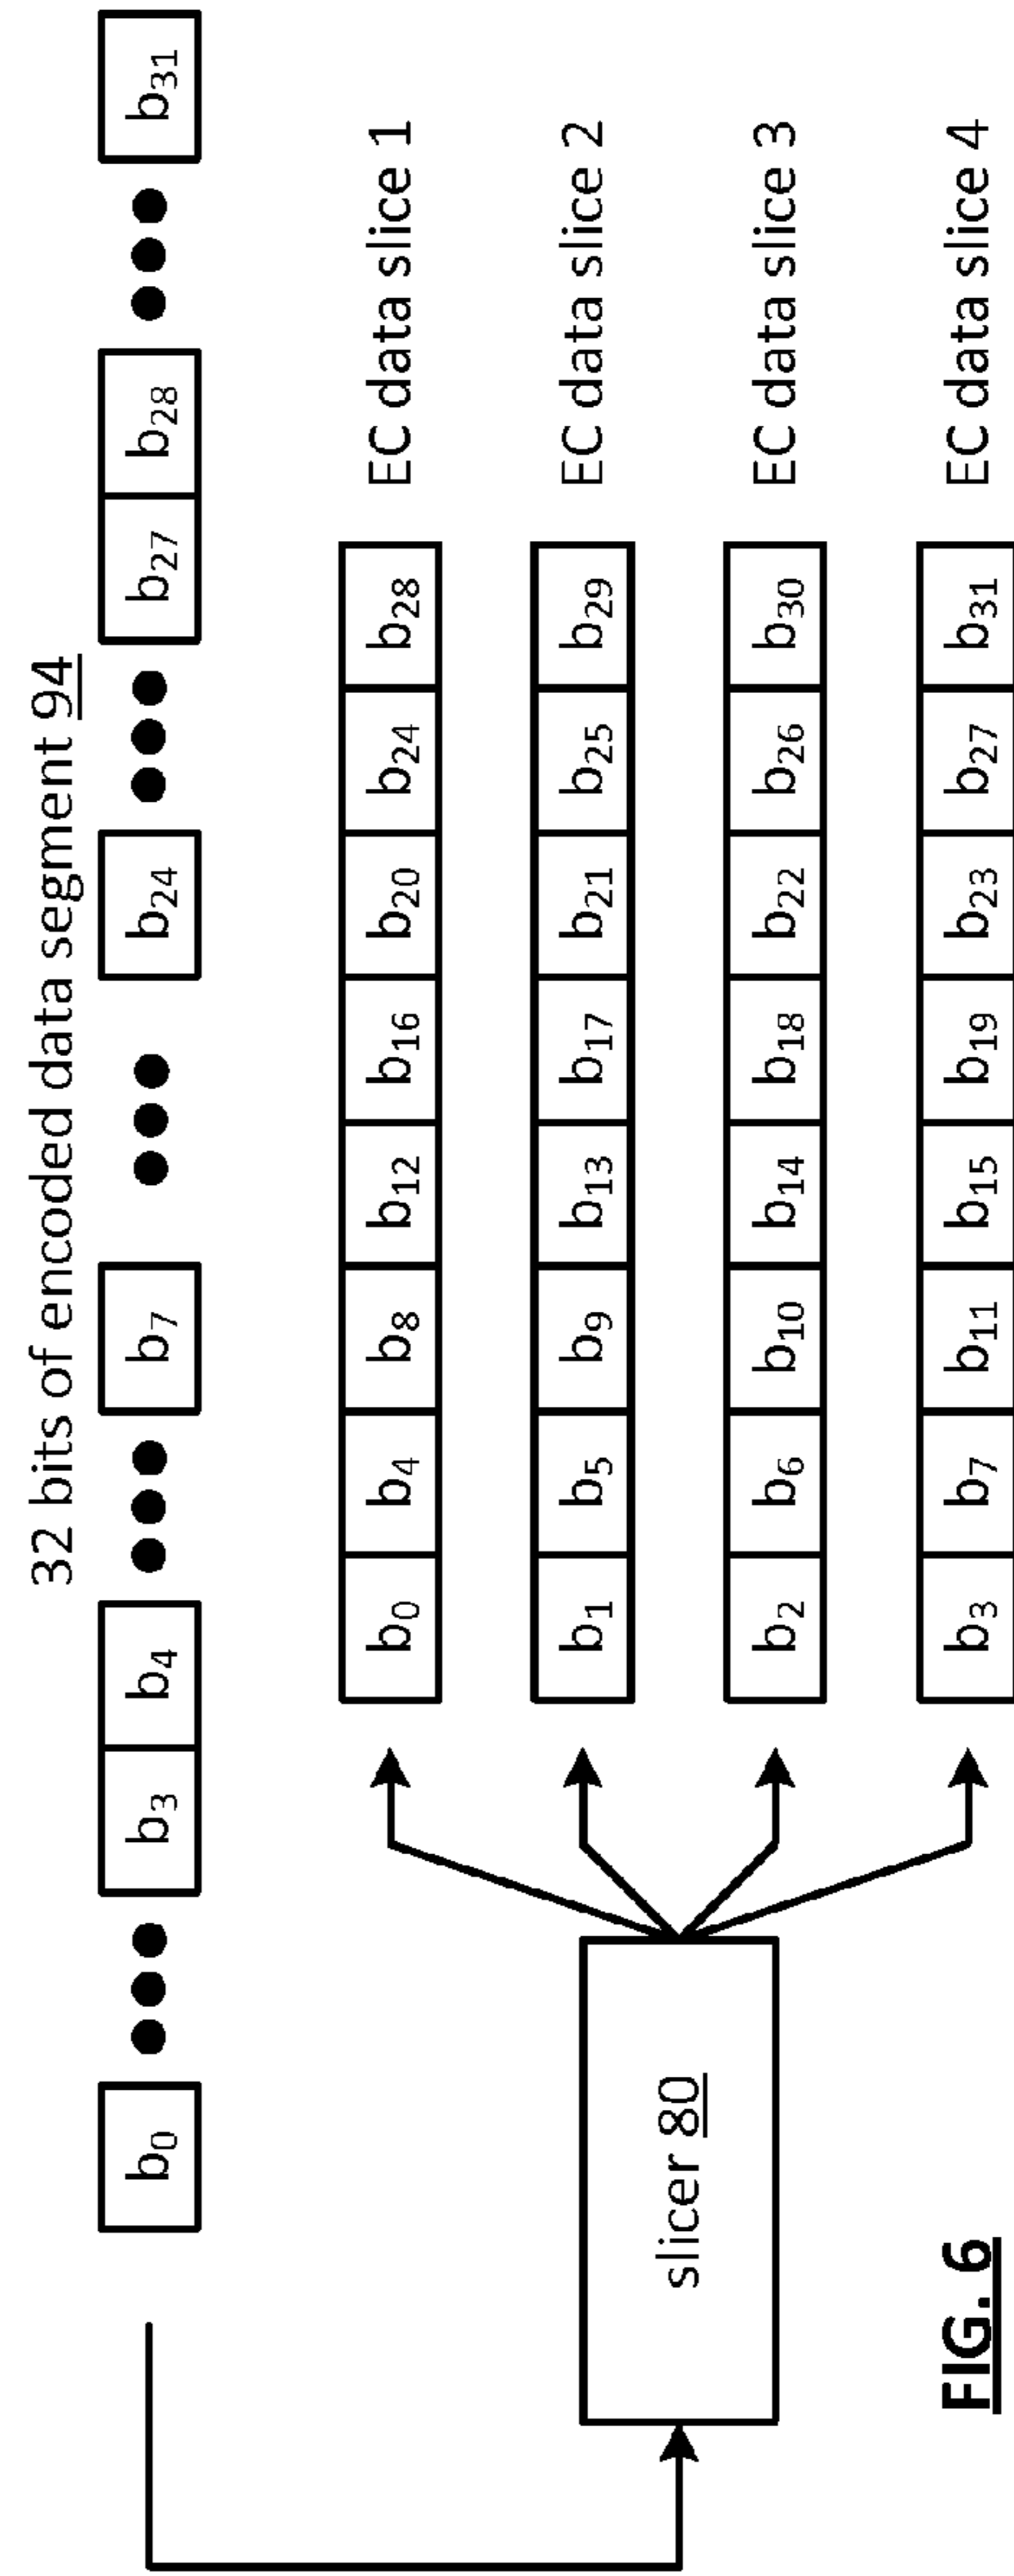 32 bits of encoded data segment 94
b0 ••• b3 b4 ••• b7 ••• b24 ••• b27 b28 ••• b31
b0 b4 b8 b12 b16 b20 b24 b28 EC data slice 1
b1 b5 b9 b13 b17 b21 b25 b29 EC data slice 2
slicer 80
b2 b6 b10 b14 b18 b22 b26 b30 EC data slice 3
b3 b7 b11 b15 b19 b23 b27 b31 EC data slice 4
FIG. 6